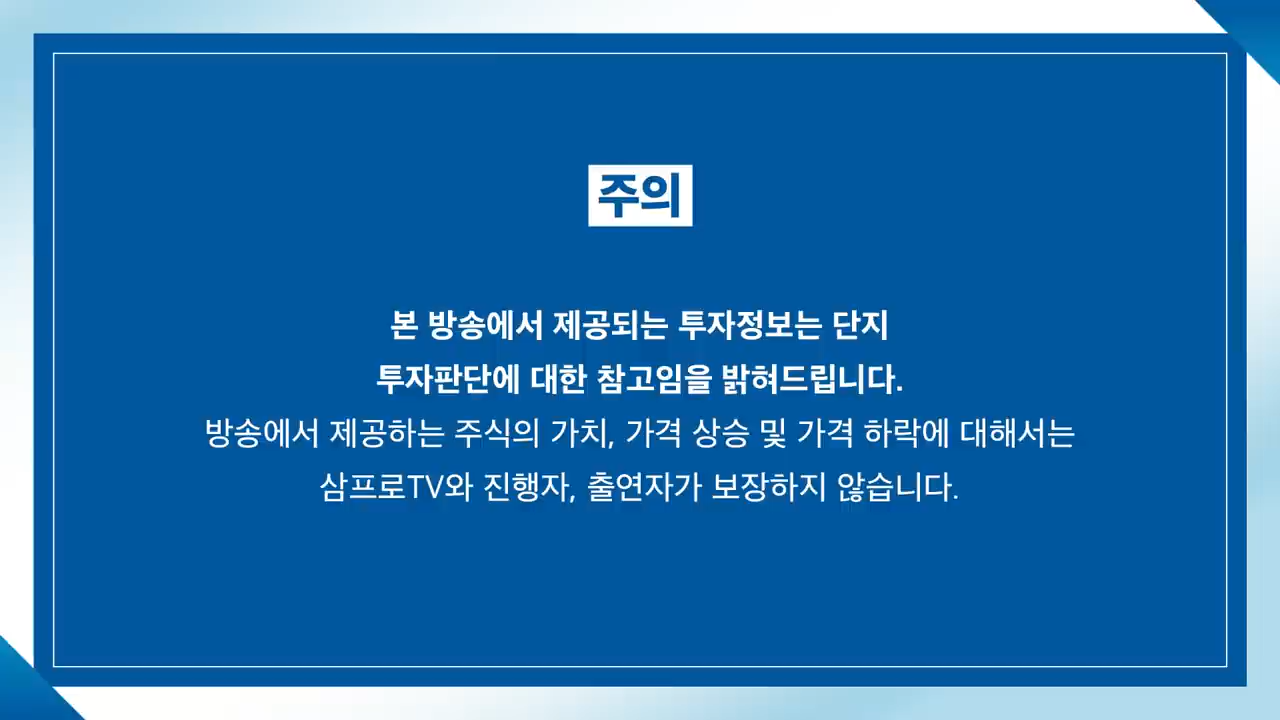 주의
본 방송에서 제공되는 투자정보는 단지
투자판단에 대한 참고임을 밝혀드립니다.
방송에서 제공하는 주식의 가치, 가격 상승 및 가격 하락에 대해서는
삼프로TV와 진행자, 출연자가 보장하지 않습니다.